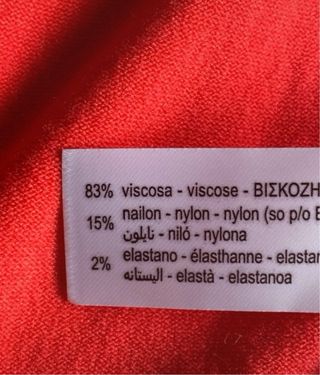 83% viscosa - viscose - ΒΙΣΚΟΖΗ
15% nailon - nylon - nylon (so p/o
نايلون - niló - nylona
2% elastano - élasthanne - elastan
اليستانه - elastà - elastanoa